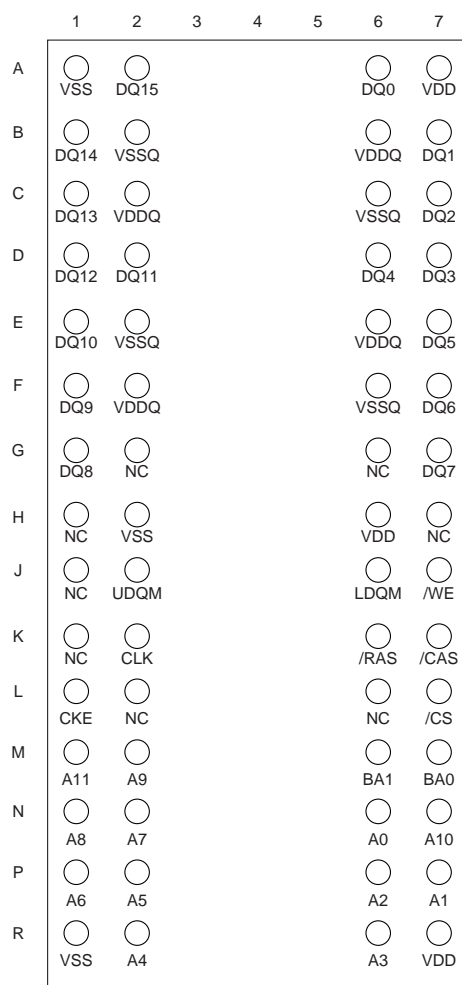 1 2 3 4 5 6 7
A
VSS DQ15 DQ0 VDD
B
DQ14 VSSQ VDDQ DQ1
C
DQ13 VDDQ VSSQ DQ2
D
DQ12 DQ11 DQ4 DQ3
E
DQ10 VSSQ VDDQ DQ5
F
DQ9 VDDQ VSSQ DQ6
G
DQ8 NC NC DQ7
H
NC VSS VDD NC
J
NC UDQM LDQM /WE
K
NC CLK /RAS /CAS
L
CKE NC NC /CS
M
A11 A9 BA1 BA0
N
A8 A7 A0 A10
P
A6 A5 A2 A1
R
VSS A4 A3 VDD